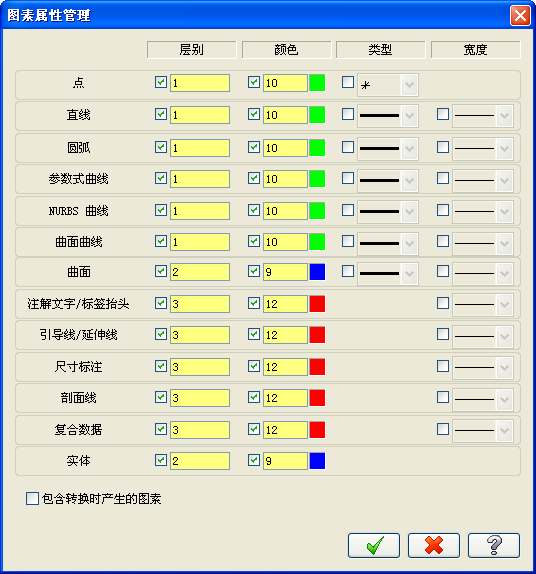 图素属性管理
层别 颜色 类型 宽度
点 1 10
直线 1 10
圆弧 1 10
参数式曲线 1 10
NURBS 曲线 1 10
曲面曲线 1 10
曲面 2 9
注解文字/标签抬头 3 12
引导线/延伸线 3 12
尺寸标注 3 12
剖面线 3 12
复合数据 3 12
实体 2 9
包含转换时产生的图素